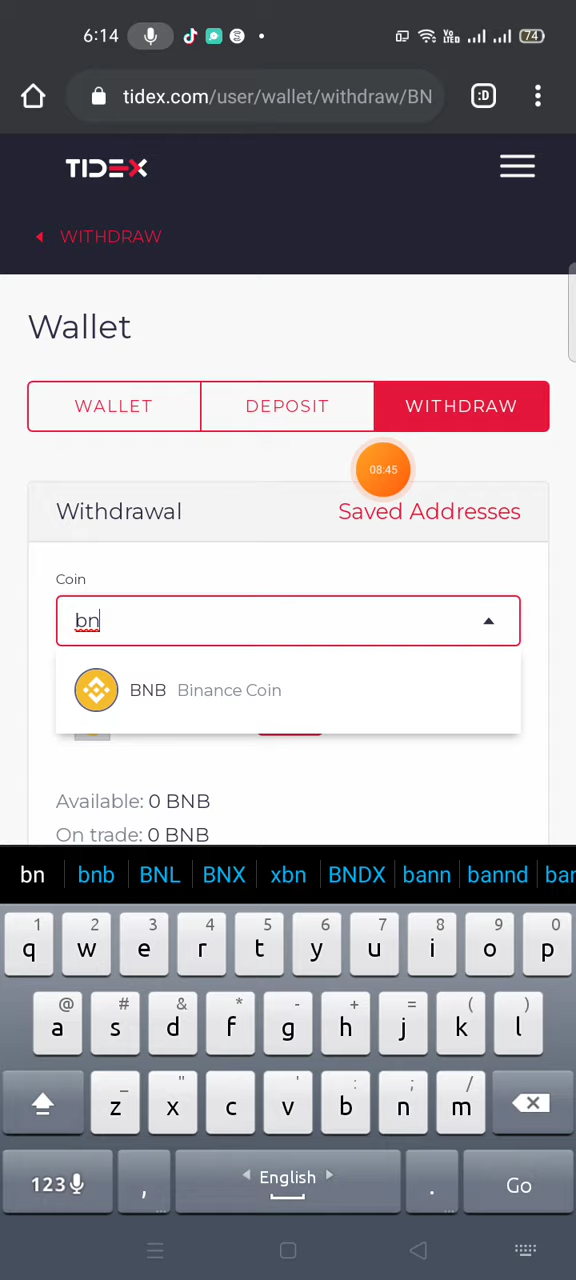 6:14 74
tidex.com/user/wallet/withdraw/BN :D
TIDEX
WITHDRAW
Wallet
WALLET DEPOSIT WITHDRAW
08:45
Withdrawal Saved Addresses
Coin
bn
BNB Binance Coin
Available: 0 BNB
On trade: 0 BNB
bn bnb BNL BNX xbn BNDX bann bannd bar
1 2 3 4 5 6 7 8 9 0
q w e r t y u i o p
@ # & * - + = ( )
a s d f g h j k l
_ " ' : ; /
z x c v b n m
123 , English . Go